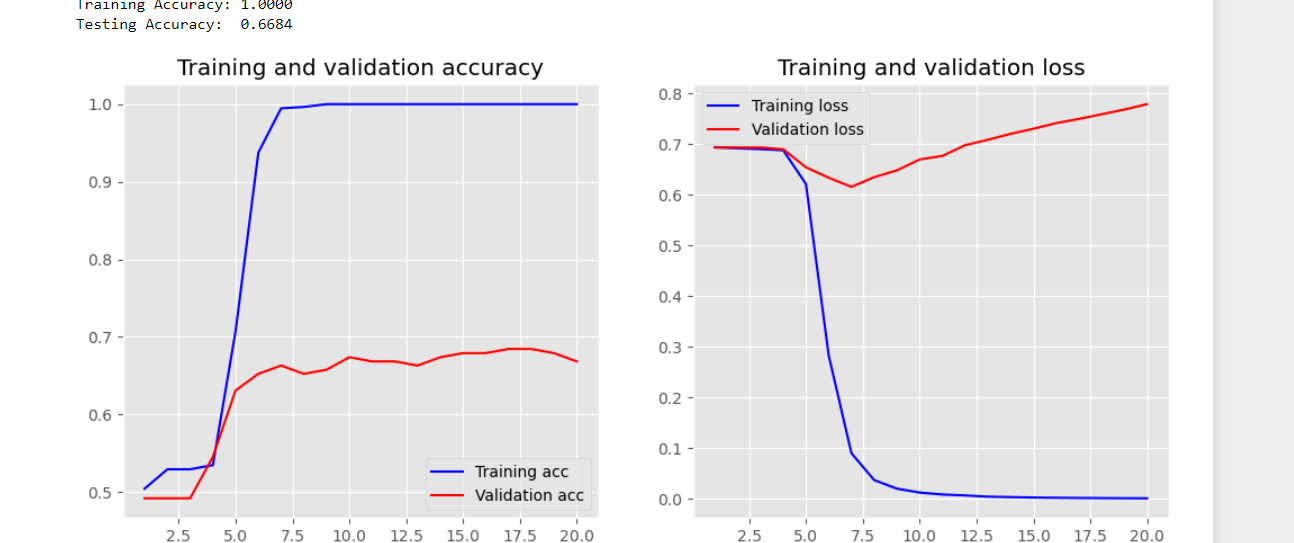 Training Accuracy: 1.0000
Testing Accuracy:  0.6684
Training and validation accuracy
1.0
0.9
0.8
0.7
0.6
0.5
Training acc
Validation acc
2.5 5.0 7.5 10.0 12.5 15.0 17.5 20.0
Training and validation loss
0.8
0.7
0.6
0.5
0.4
0.3
0.2
0.1
0.0
Training loss
Validation loss
2.5 5.0 7.5 10.0 12.5 15.0 17.5 20.0